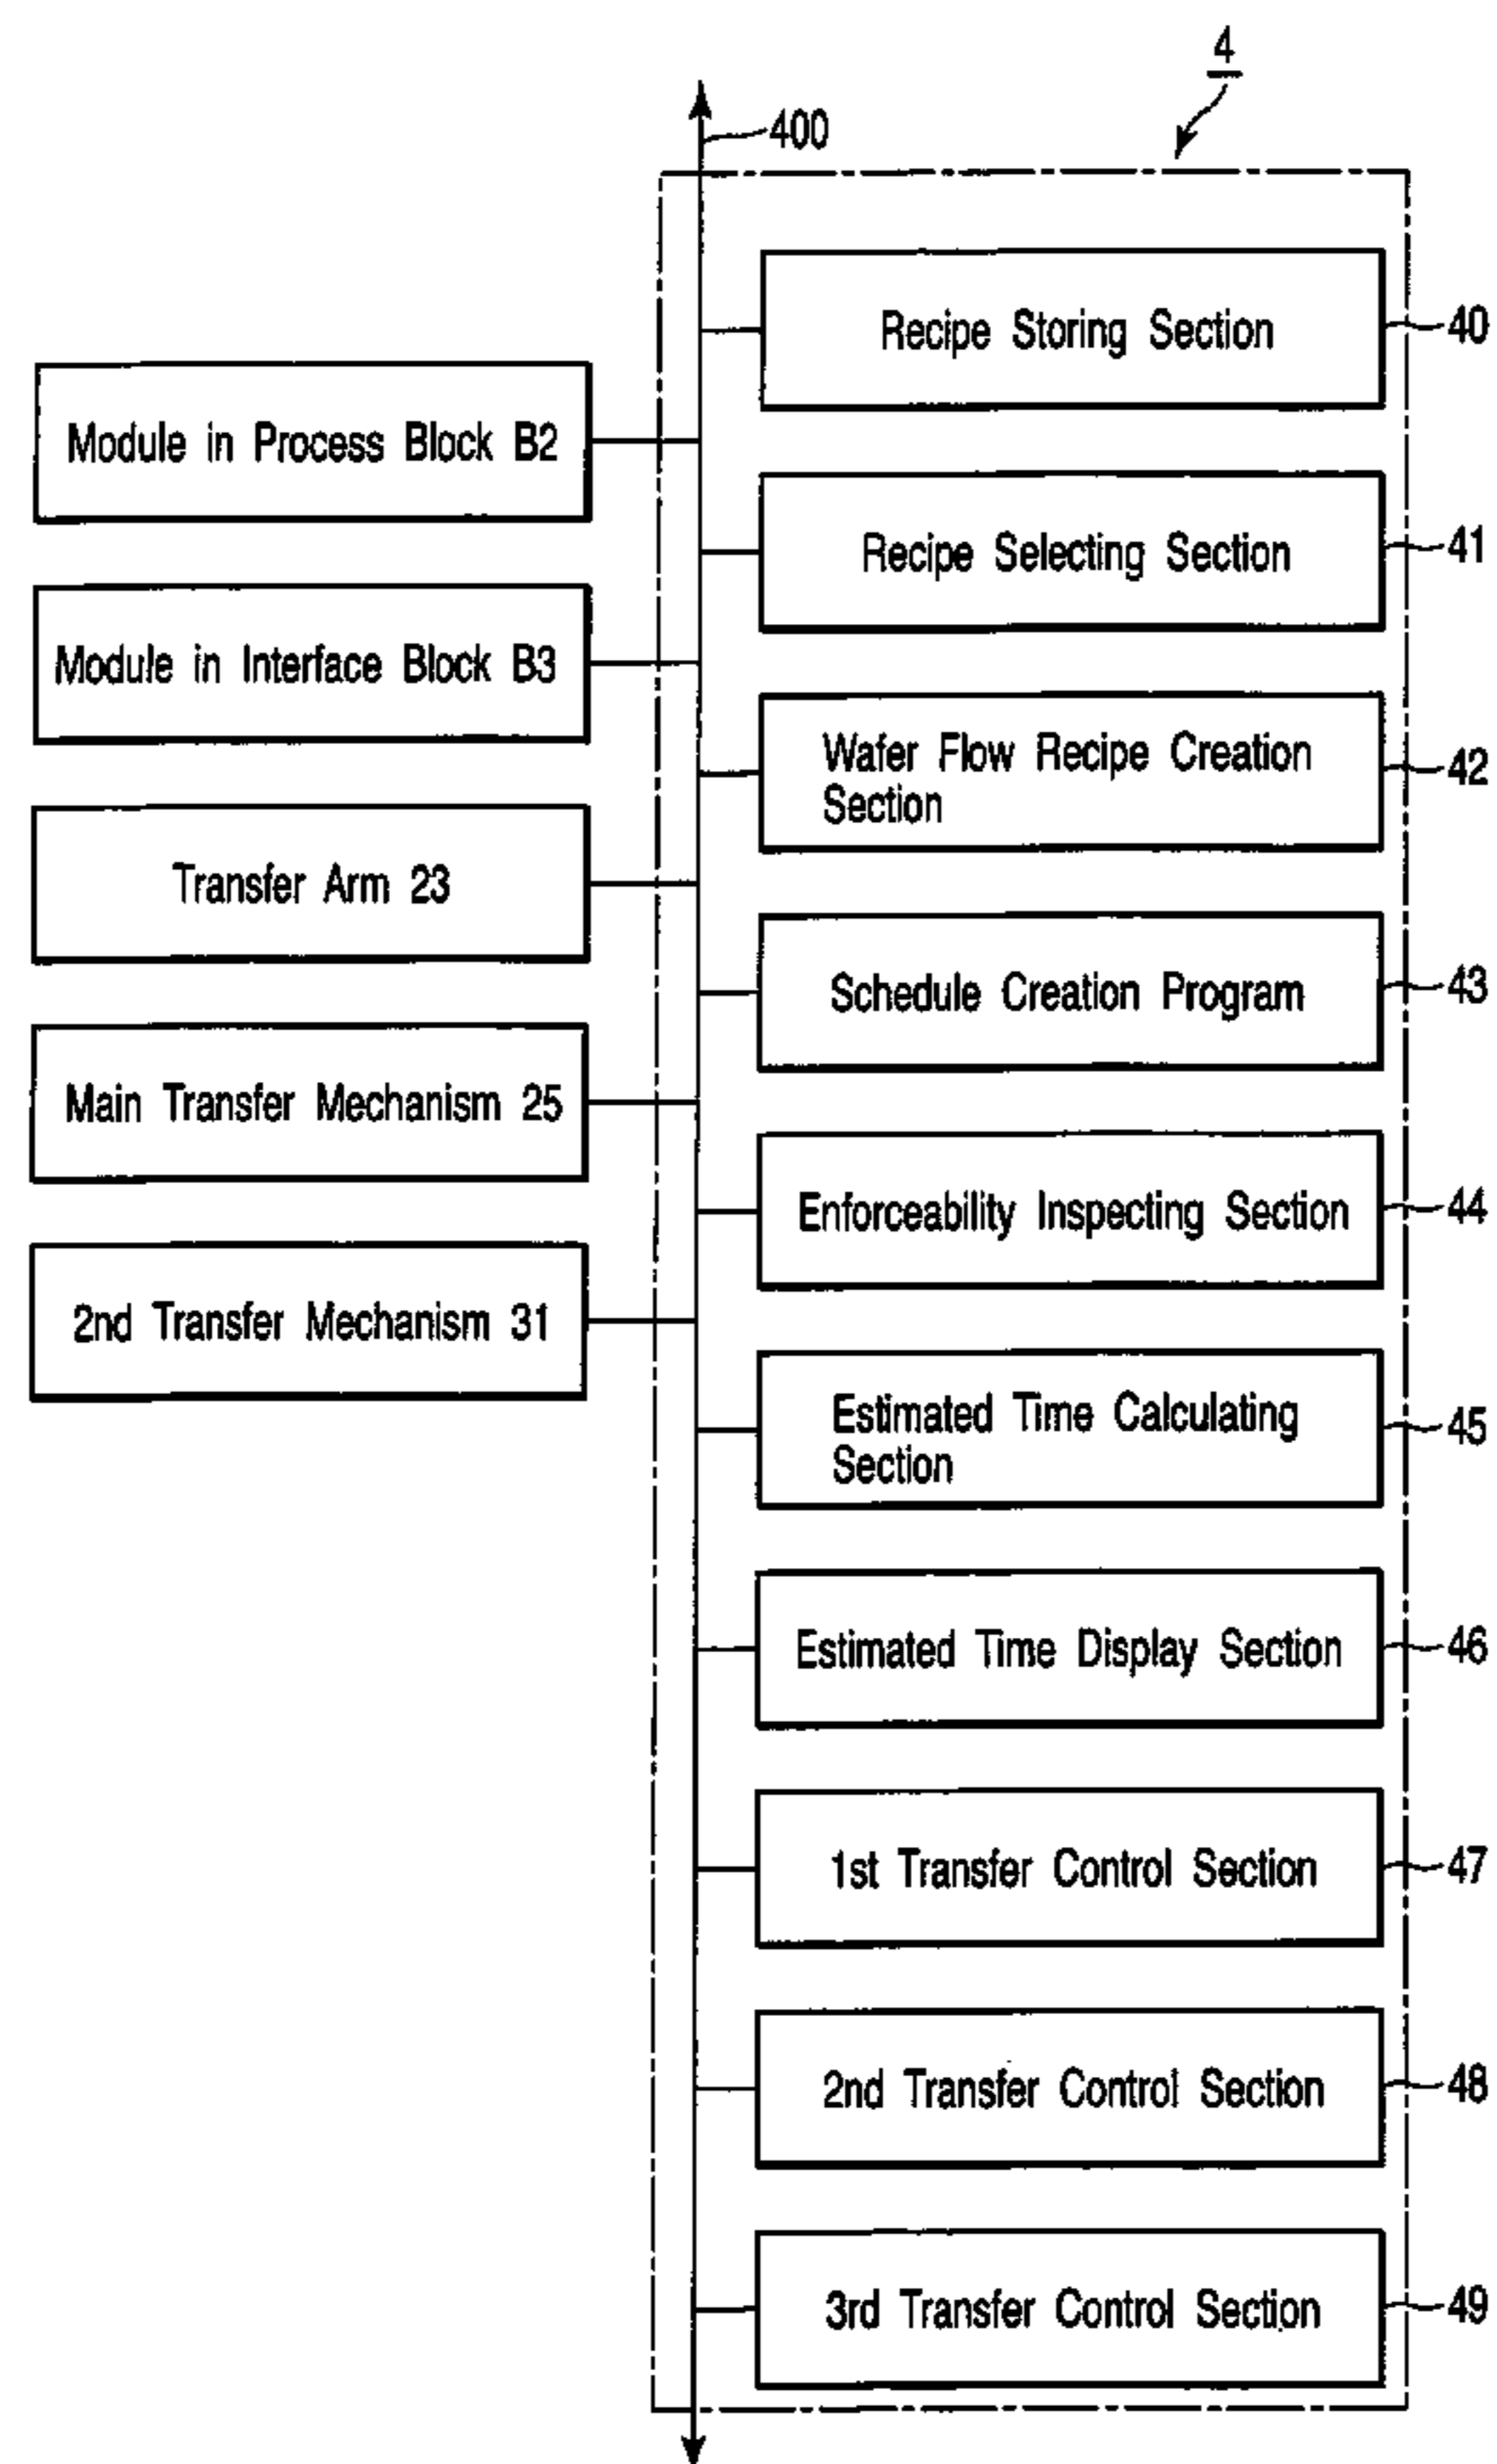 4
400
Recipe Storing Section
40
Module in Process Block B2
Recipe Selecting Section
41
Module in Interface Block B3
Wafer Flow Recipe Creation
Section
42
Transfer Arm 23
Schedule Creation Program
43
Main Transfer Mechanism 25
Enforceability Inspecting Section
44
2nd Transfer Mechanism 31
Estimated Time Calculating
Section
45
Estimated Time Display Section
46
1st Transfer Control Section
47
2nd Transfer Control Section
48
3rd Transfer Control Section
49